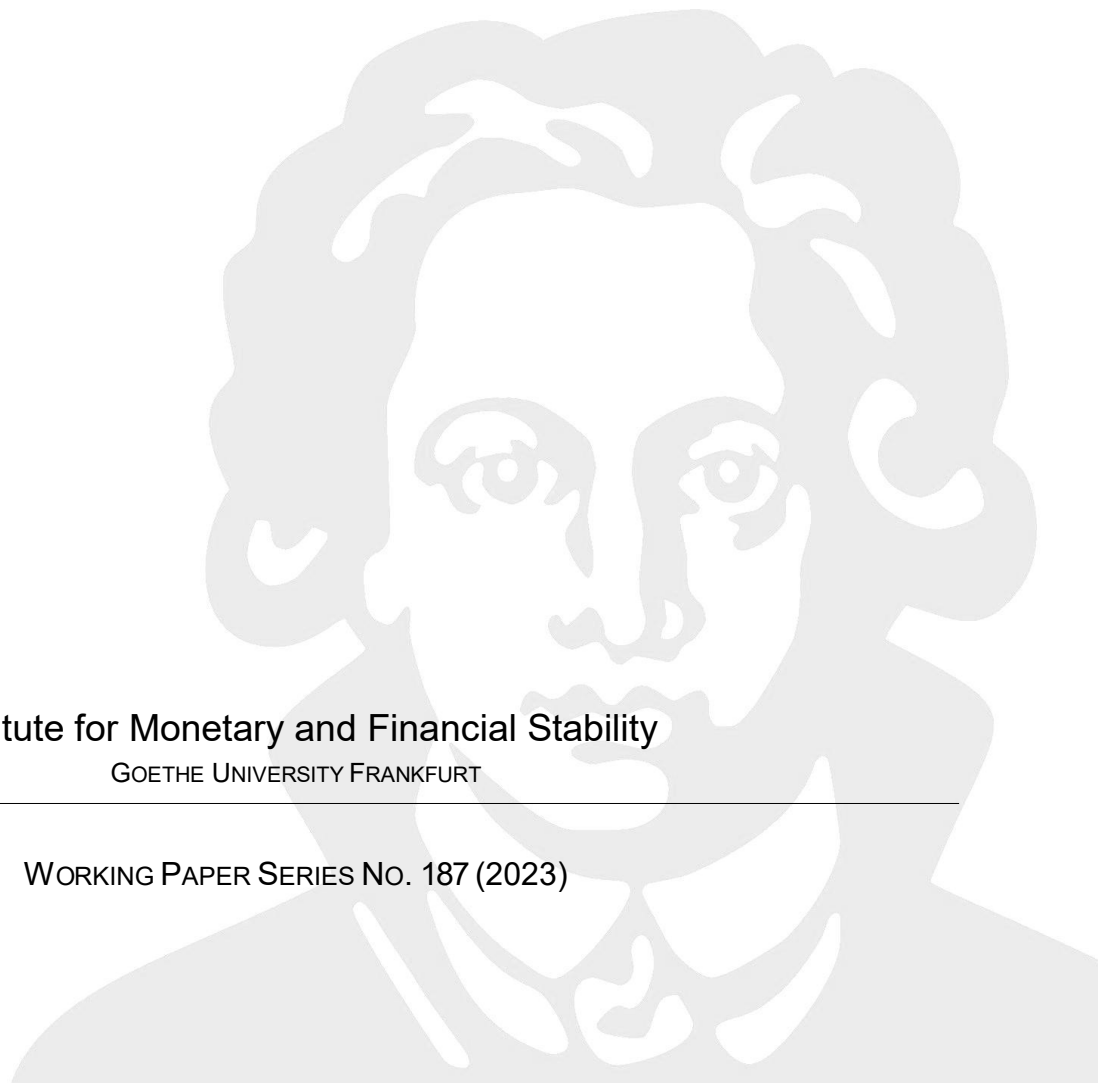 tute for Monetary and Financial Stability
GOETHE UNIVERSITY FRANKFURT
WORKING PAPER SERIES NO. 187 (2023)